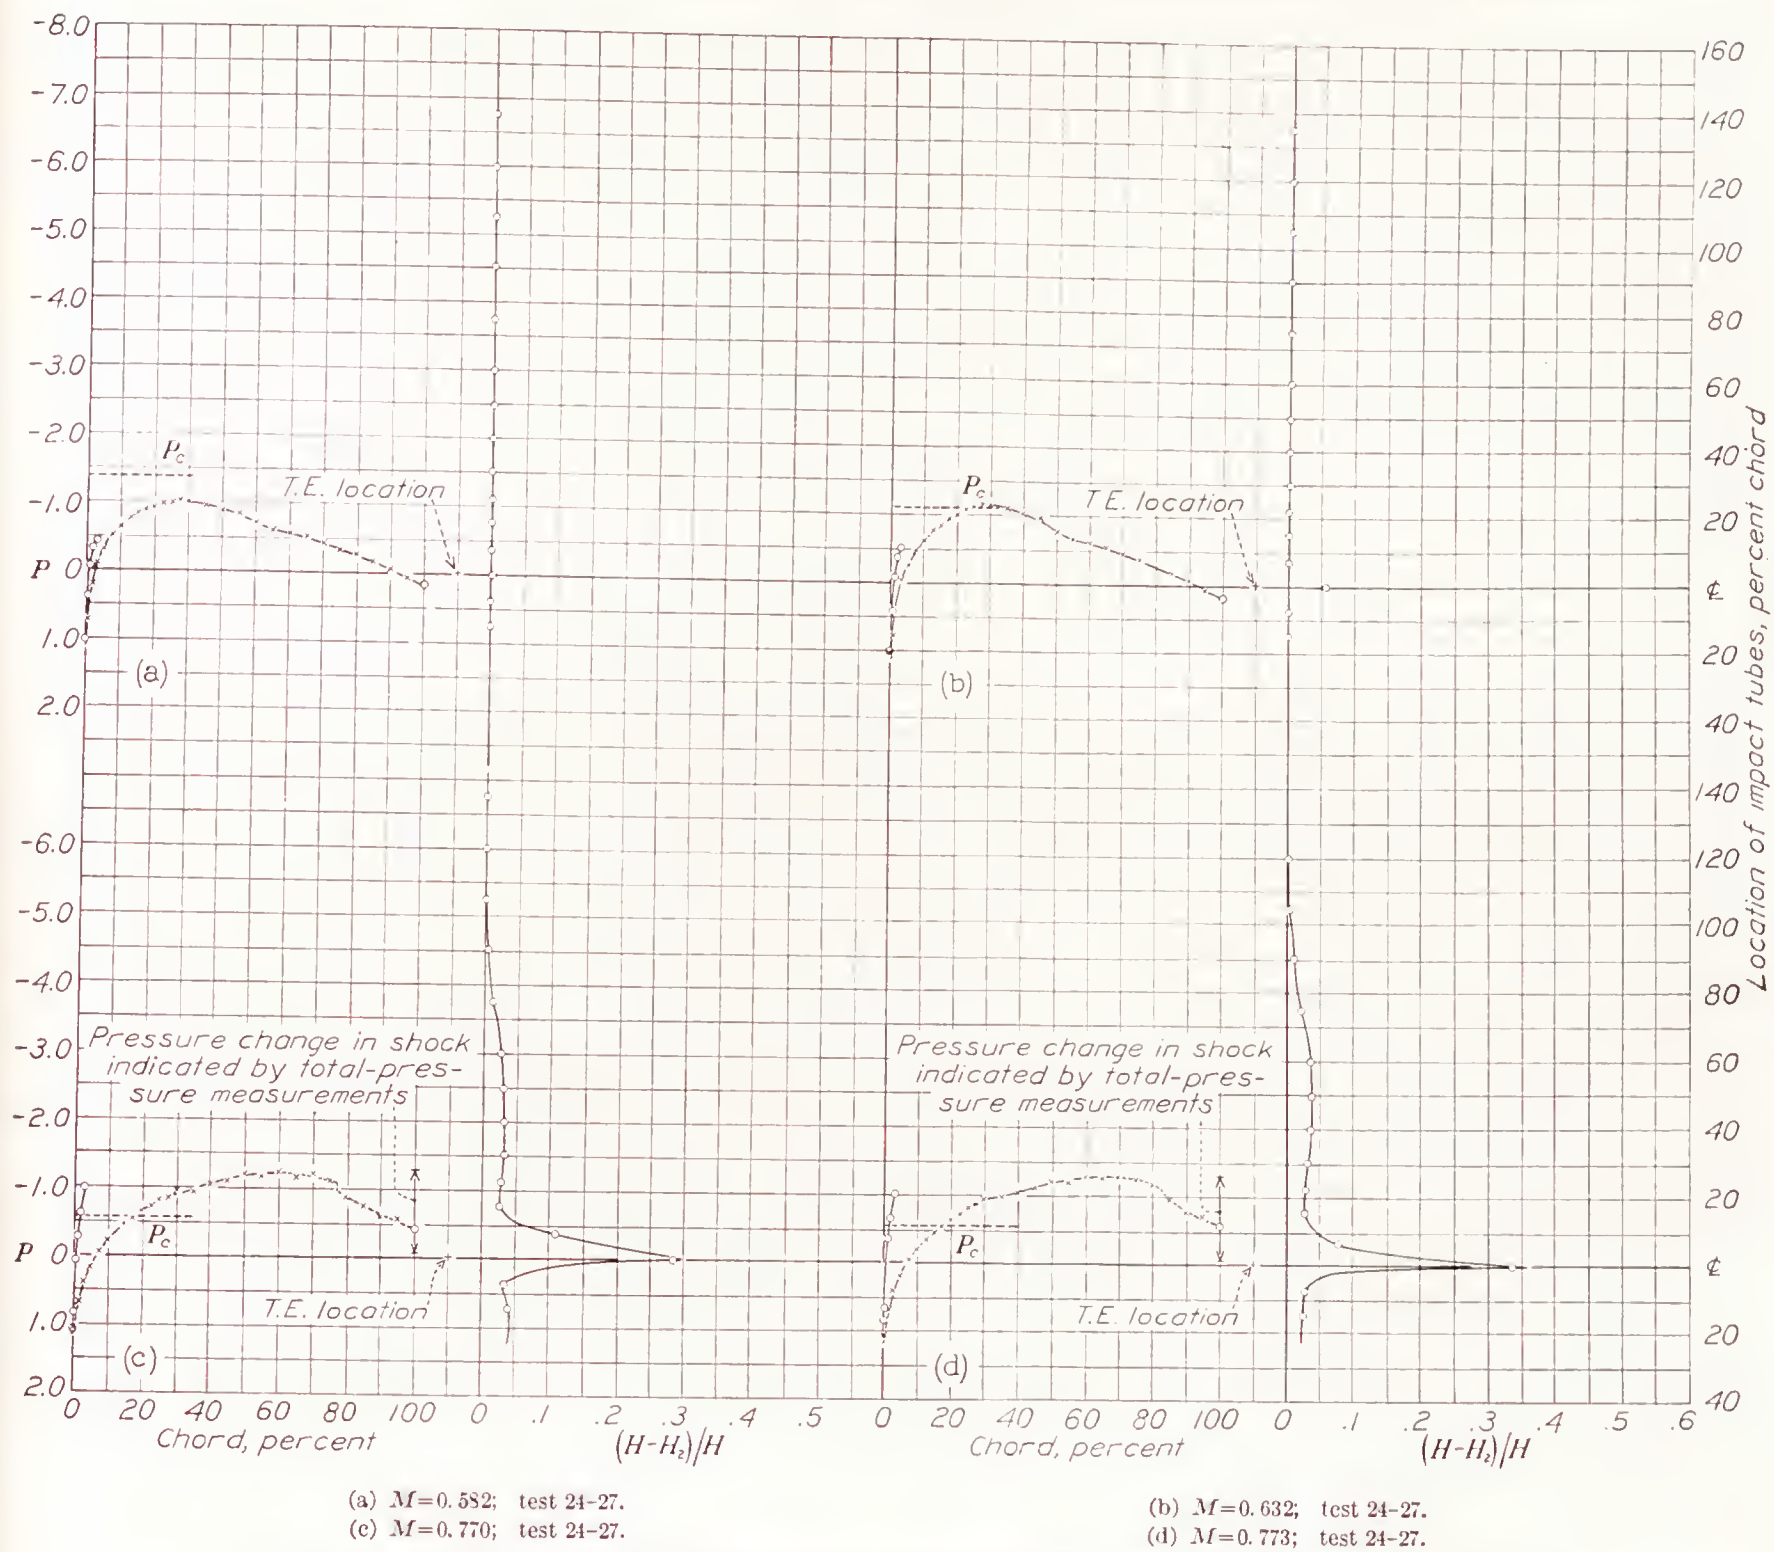 -8.0
-7.0
-6.0
-5.0
-4.0
-3.0
-2.0
-1.0
P 0
1.0
2.0
-6.0
-5.0
-4.0
-3.0
-2.0
-1.0
P 0
1.0
2.0
P_c
T.E. location
(a)
P_c
T.E. location
(b)
160
140
120
100
80
60
40
20
℄
20
40
140
120
100
80
60
40
20
℄
20
40
Location of impact tubes, percent chord
Pressure change in shock
indicated by total-pres-
sure measurements
P_c
T.E. location
(c)
Pressure change in shock
indicated by total-pres-
sure measurements
P_c
T.E. location
(d)
0 20 40 60 80 100 0 .1 .2 .3 .4 .5 0 20 40 60 80 100 0 .1 .2 .3 .4 .5 .6
Chord, percent (H-H₂)/H Chord, percent (H-H₂)/H
(a) M=0.582; test 24-27.
(c) M=0.770; test 24-27.
(b) M=0.632; test 24-27.
(d) M=0.773; test 24-27.